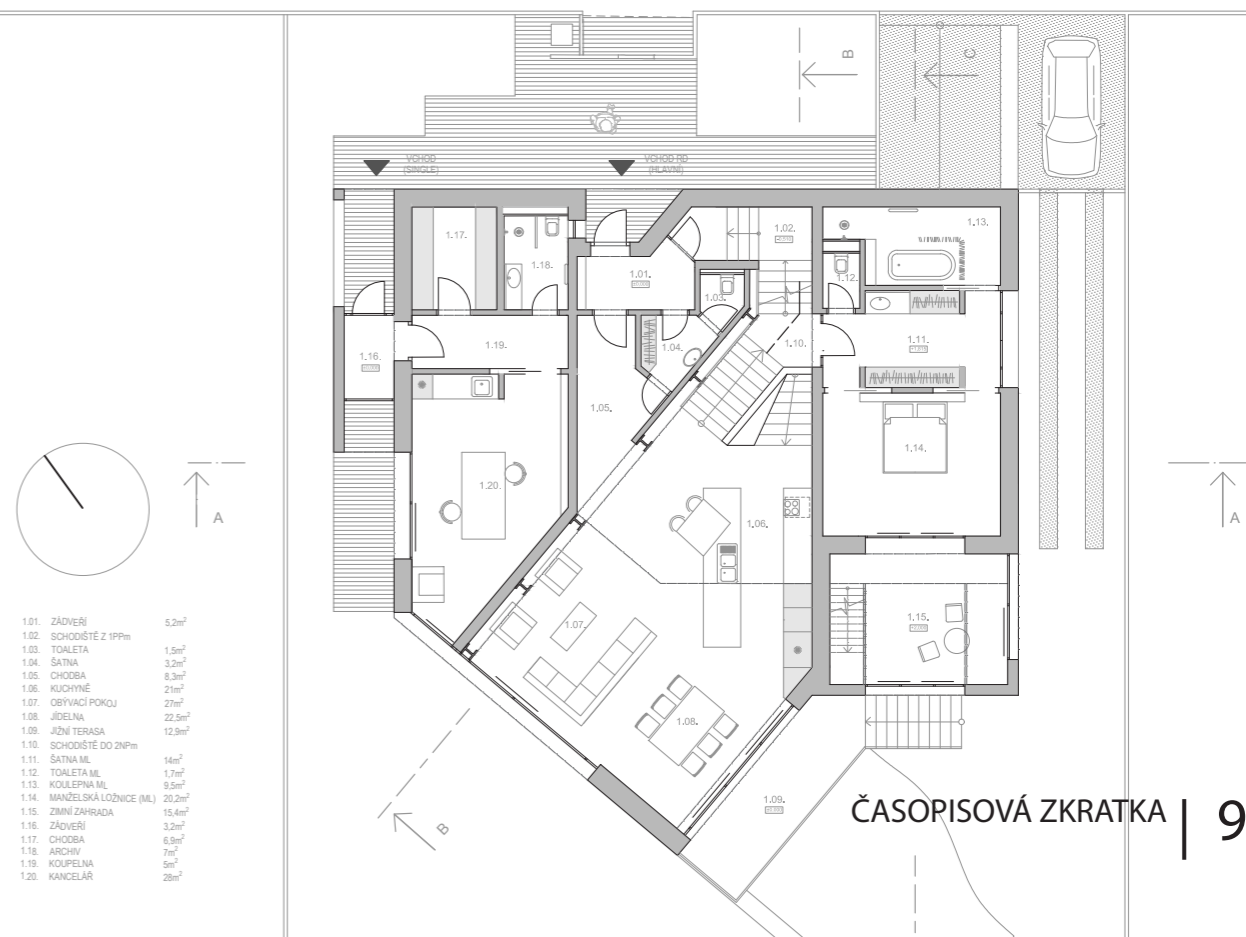 B
C
VCHOD
(SINGLE)
VCHOD RD
(HLAVNÍ)
1.17.
1.18.
1.01.
±0,000
1.02.
1.13.
1.12.
1.03.
1.04.
1.19.
1.10.
1.11.
1.16.
1.05.
1.14.
1.20.
1.06.
A
A
1.07.
1.15.
1.08.
1.09.
B
1.01. ZÁDVEŘÍ 5,2m²
1.02. SCHODIŠTĚ Z 1PPm
1.03. TOALETA 1,5m²
1.04. ŠATNA 3,2m²
1.05. CHODBA 8,3m²
1.06. KUCHYNĚ 21m²
1.07. OBÝVACÍ POKOJ 27m²
1.08. JÍDELNA 22,5m²
1.09. JIŽNÍ TERASA 12,9m²
1.10. SCHODIŠTĚ DO 2NPm
1.11. ŠATNA ML 14m²
1.12. TOALETA ML 1,7m²
1.13. KOULEPNA ML 9,5m²
1.14. MANŽELSKÁ LOŽNICE (ML) 20,2m²
1.15. ZIMNÍ ZAHRADA 15,4m²
1.16. ZÁDVEŘÍ 3,2m²
1.17. CHODBA 6,9m²
1.18. ARCHIV 7m²
1.19. KOUPELNA 5m²
1.20. KANCELÁŘ 28m²
ČASOPISOVÁ ZKRATKA | 9